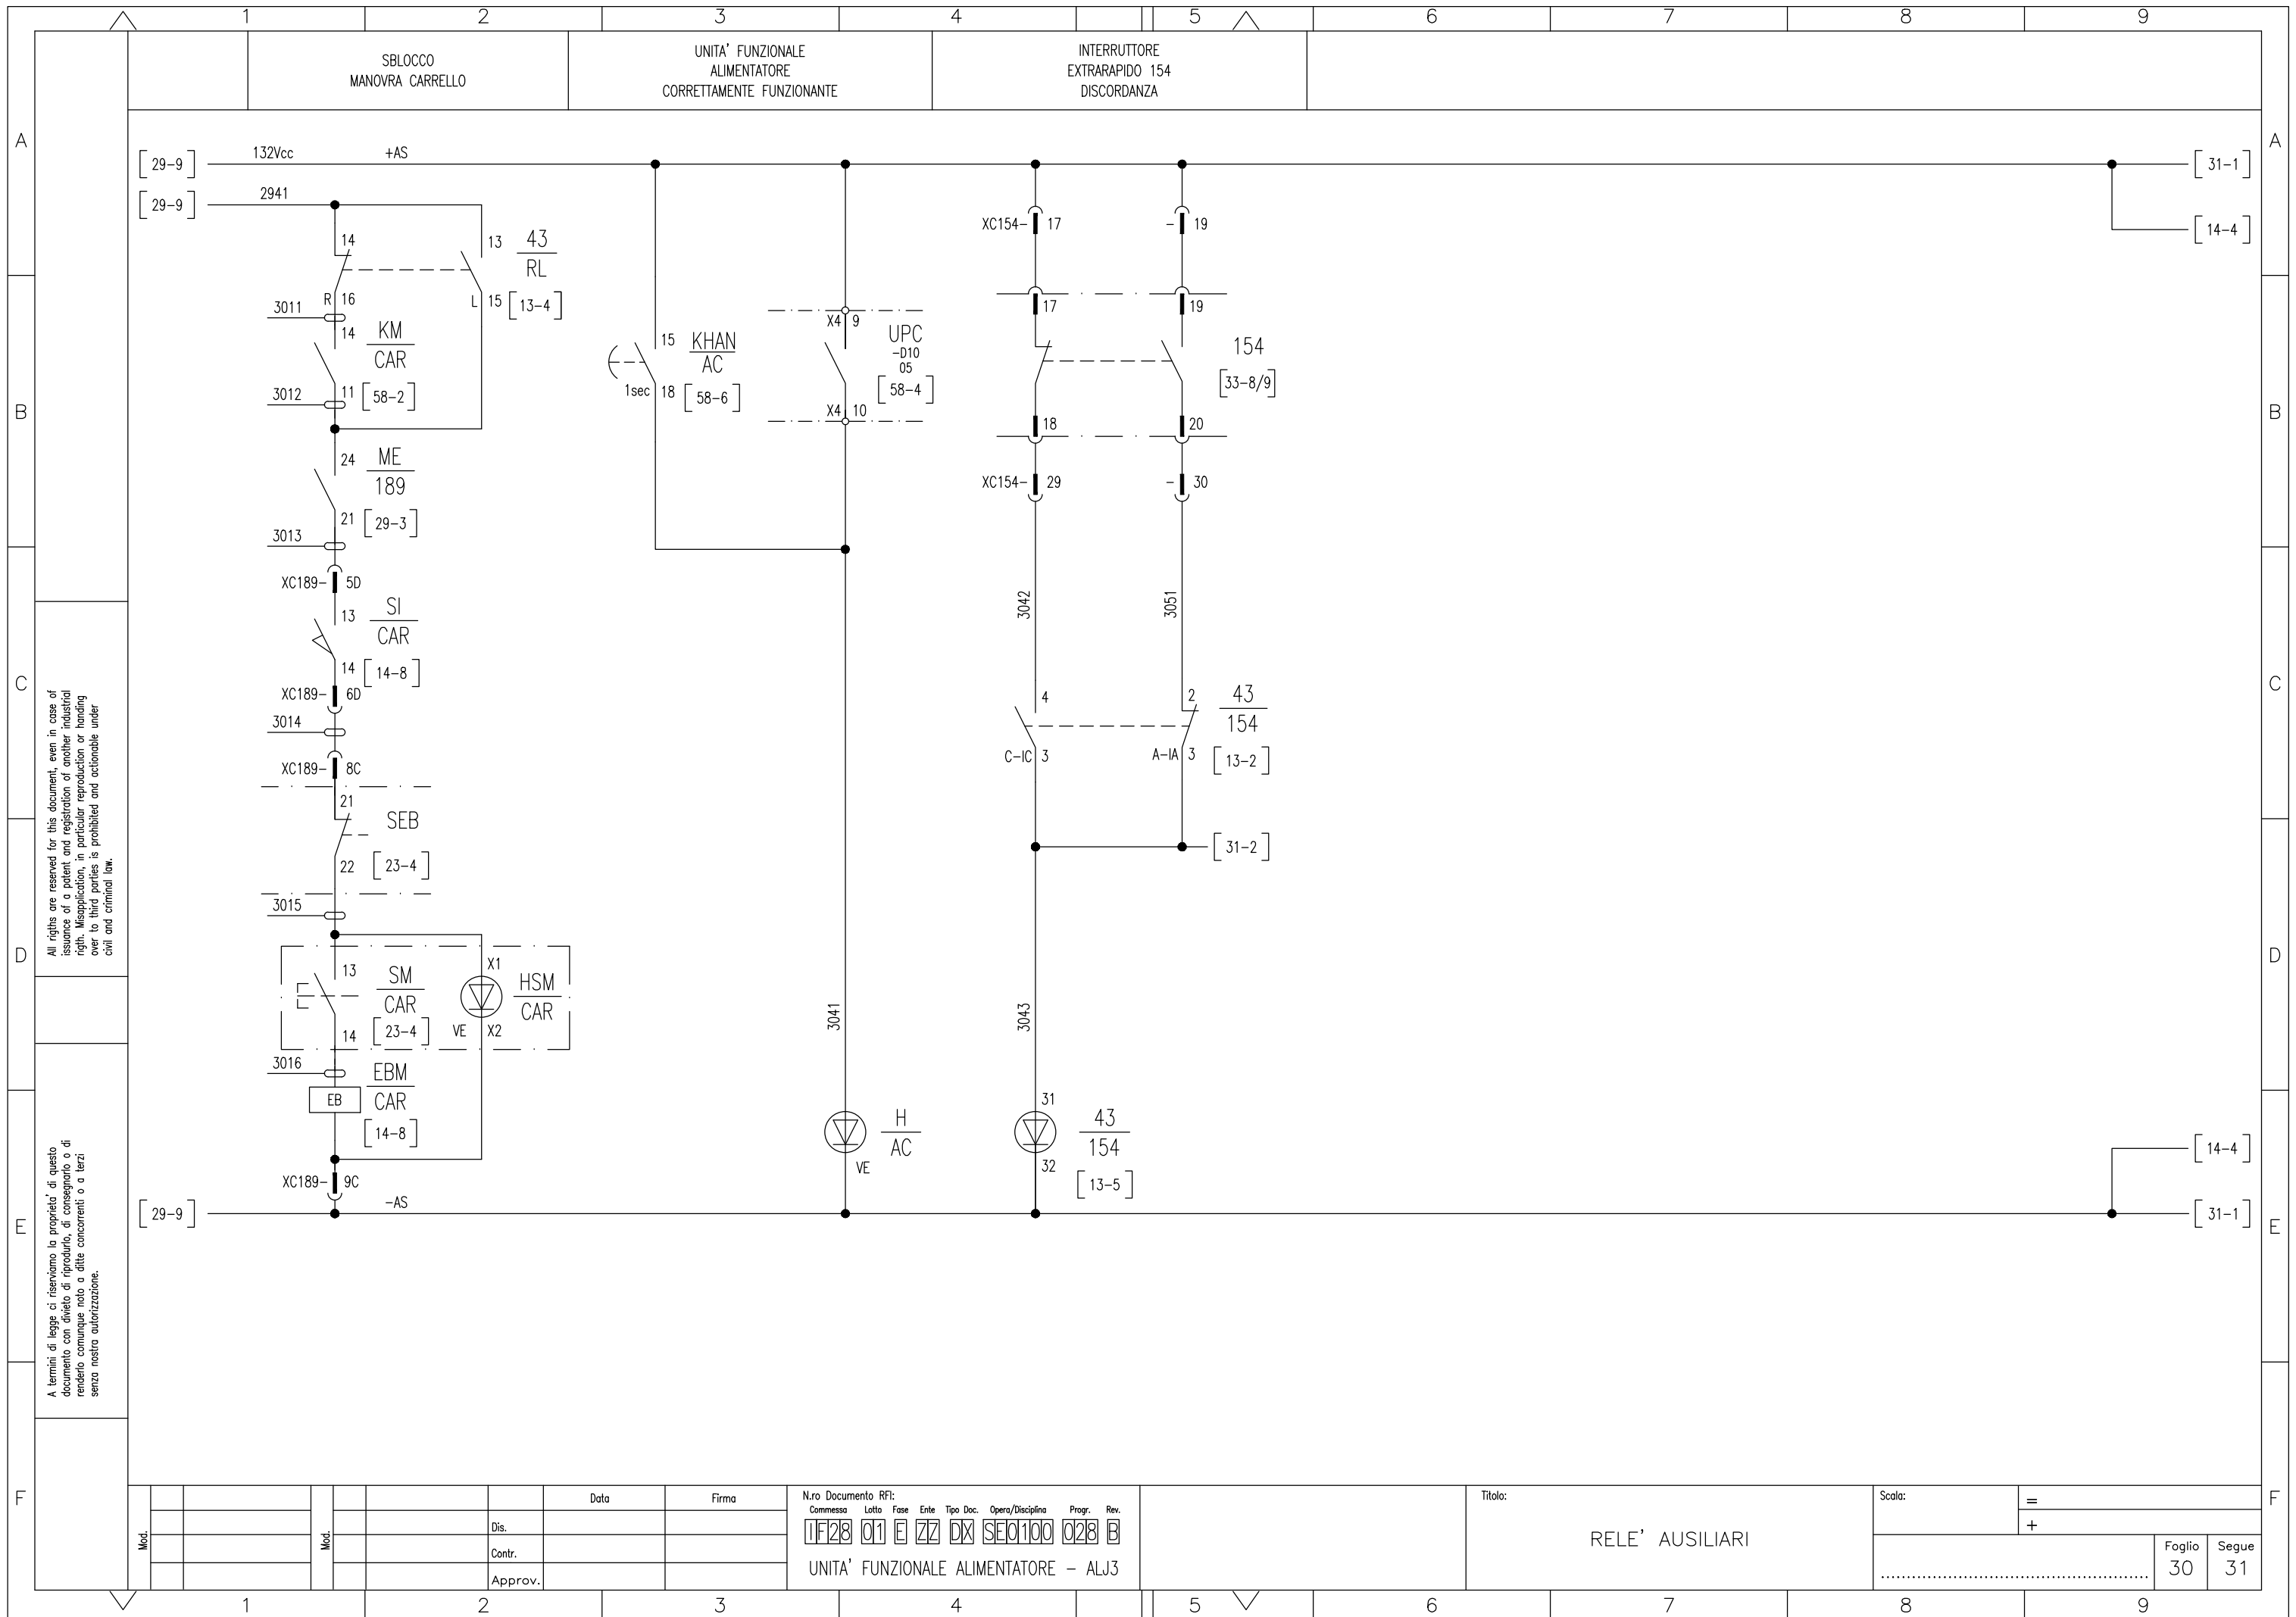 1 2 3 4 5 6 7 8 9
SBLOCCO
MANOVRA CARRELLO
UNITA' FUNZIONALE
ALIMENTATORE
CORRETTAMENTE FUNZIONANTE
INTERRUTTORE
EXTRARAPIDO 154
DISCORDANZA
A
A
29-9
132Vcc
+AS
31-1
29-9
2941
14-4
14
13
43
RL
R 16
L 15
13-4
3011
14
KM
CAR
3012
11
58-2
24
ME
189
21
29-3
3013
XC189- 5D
13
SI
CAR
14
14-8
XC189- 6D
3014
XC189- 8C
21
SEB
22
23-4
3015
13
SM
CAR
14
23-4
X1
HSM
CAR
VE X2
3016
EBM
CAR
EB
14-8
XC189- 9C
29-9
-AS
15
KHAN
AC
1sec 18
58-6
X4 9
UPC
-D10
05
58-4
X4 10
3041
H
AC
VE
XC154- 17
- 19
17
19
154
33-8/9
18
20
XC154- 29
- 30
3042
3051
4
2
43
154
C-IC 3
A-IA 3
13-2
31-2
3043
31
43
154
32
13-5
14-4
31-1
B
B
C
C
D
D
E
E
F
F
All rigths are reserved for this document, even in case of
issuance of a patent and registration of another industrial
rigth. Misapplication, in particular reproduction or handing
over to third parties is prohibited and actionable under
civil and criminal law.
A termini di legge ci riserviamo la proprieta' di questo
documento con divieto di riprodurlo, di consegnarlo o di
renderlo comunque noto a ditte concorrenti o a terzi
senza nostra autorizzazione.
Mod.
Mod.
Data
Firma
Dis.
Contr.
Approv.
N.ro Documento RFI:
Commessa Lotto Fase Ente Tipo Doc. Opera/Disciplina Progr. Rev.
IF28 01 E ZZ DX SE0100 028 B
UNITA' FUNZIONALE ALIMENTATORE - ALJ3
Titolo:
RELE' AUSILIARI
Scala:
=
+
Foglio
30
Segue
31
1 2 3 4 5 6 7 8 9